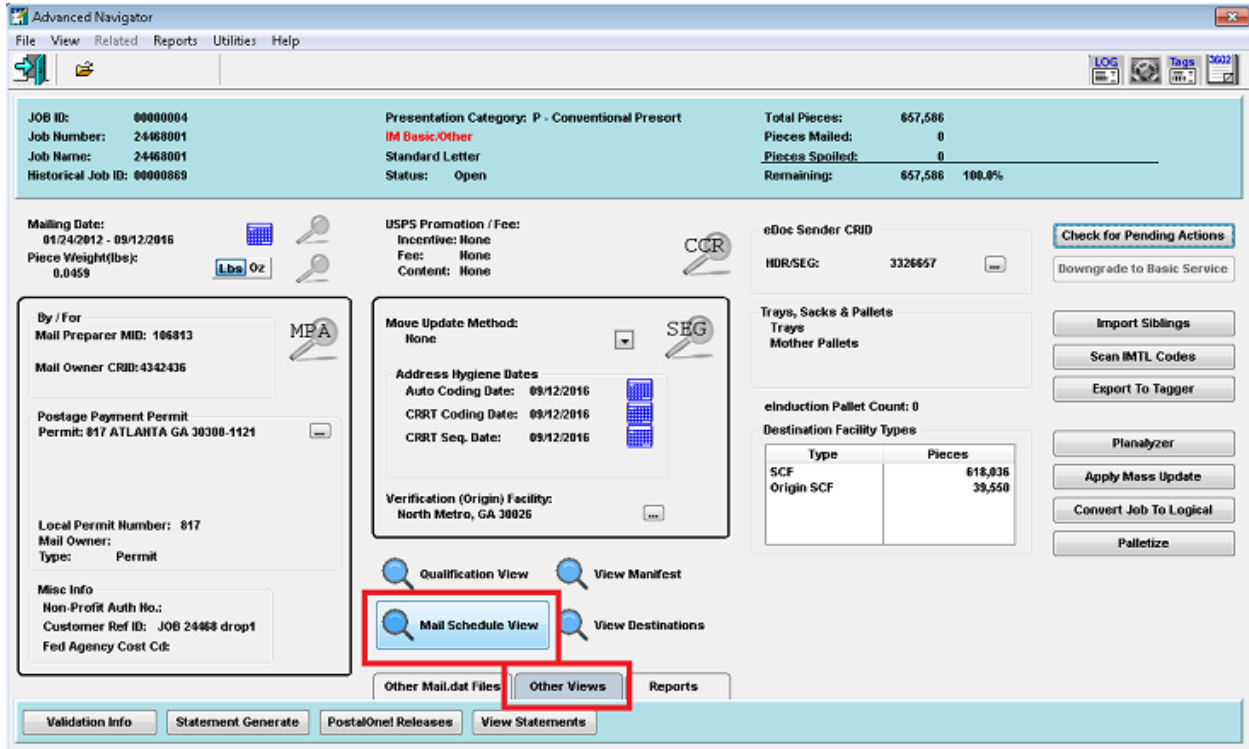 Advanced Navigator
File View Related Reports Utilities Help
LOG Tags 3602
JOB ID: 00000004
Job Number: 24468001
Job Name: 24468001
Historical Job ID: 00000869
Presentation Category: P - Conventional Presort
IM Basic/Other
Standard Letter
Status: Open
Total Pieces: 657,586
Pieces Mailed: 0
Pieces Spoiled: 0
Remaining: 657,586 100.0%
Mailing Date:
01/24/2012 - 09/12/2016
Piece Weight(lbs):
0.0459
Lbs Oz
USPS Promotion / Fee:
Incentive: None
Fee: None
Content: None
CCR
eDoc Sender CRID
HDR/SEG: 3326657 ...
Check for Pending Actions
Downgrade to Basic Service
By / For
Mail Preparer MID: 106813
Mail Owner CRID: 4342436
MPA
Postage Payment Permit
Permit: 817 ATLANTA GA 30308-1121 ...
Local Permit Number: 817
Mail Owner:
Type: Permit
Misc Info
Non-Profit Auth No.:
Customer Ref ID: JOB 24468 drop1
Fed Agency Cost Cd:
Move Update Method:
None
SEG
Address Hygiene Dates
Auto Coding Date: 09/12/2016
CRRT Coding Date: 09/12/2016
CRRT Seq. Date: 09/12/2016
Verification (Origin) Facility:
North Metro, GA 30026 ...
Trays, Sacks & Pallets
Trays
Mother Pallets
eInduction Pallet Count: 0
Destination Facility Types
Type Pieces
SCF 618,036
Origin SCF 39,550
Import Siblings
Scan IMTL Codes
Export To Tagger
Planalyzer
Apply Mass Update
Convert Job To Logical
Palletize
Qualification View View Manifest
Mail Schedule View View Destinations
Other Mail.dat Files Other Views Reports
Validation Info Statement Generate PostalOne! Releases View Statements